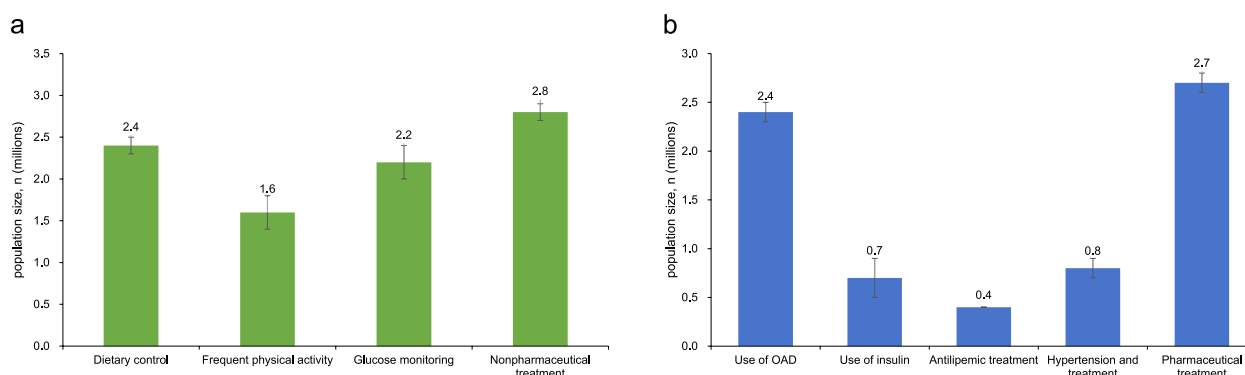 a
population size, n (millions)
3.5
3.0
2.5
2.0
1.5
1.0
0.5
0.0
2.4
1.6
2.2
2.8
Dietary control
Frequent physical activity
Glucose monitoring
Nonpharmaceutical
treatment
b
population size, n (millions)
3.0
2.5
2.0
1.5
1.0
0.5
0.0
2.4
0.7
0.4
0.8
2.7
Use of OAD
Use of insulin
Antilipemic treatment
Hypertension and
treatment
Pharmaceutical
treatment